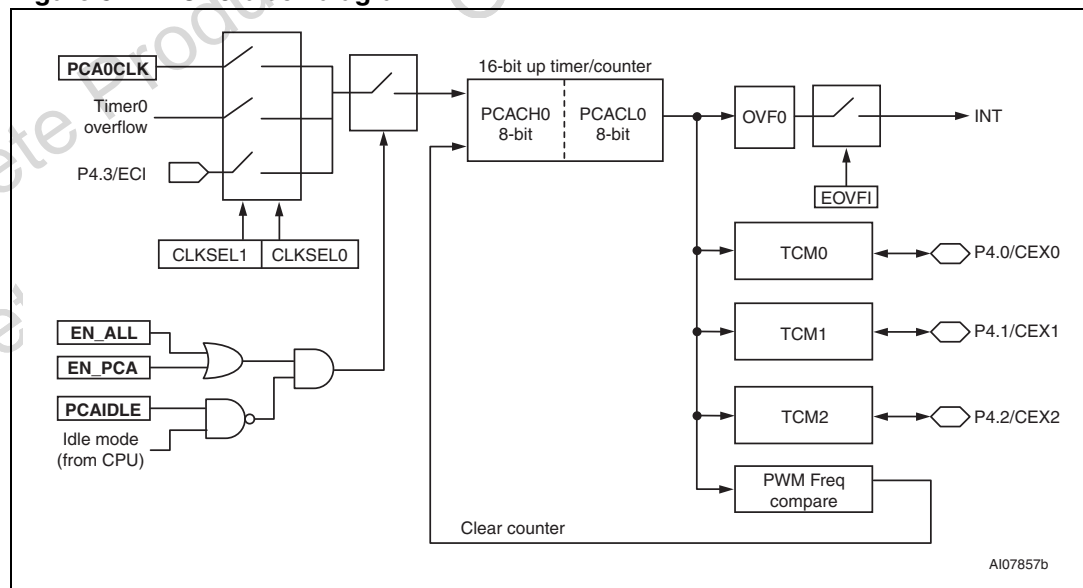 PCA0CLK
Timer0
overflow
P4.3/ECI
CLKSEL1
CLKSEL0
EN_ALL
EN_PCA
PCAIDLE
Idle mode
(from CPU)
16-bit up timer/counter
PCACH0
8-bit
PCACL0
8-bit
OVF0
INT
EOVFI
TCM0
P4.0/CEX0
TCM1
P4.1/CEX1
TCM2
P4.2/CEX2
PWM Freq
compare
Clear counter
AI07857b